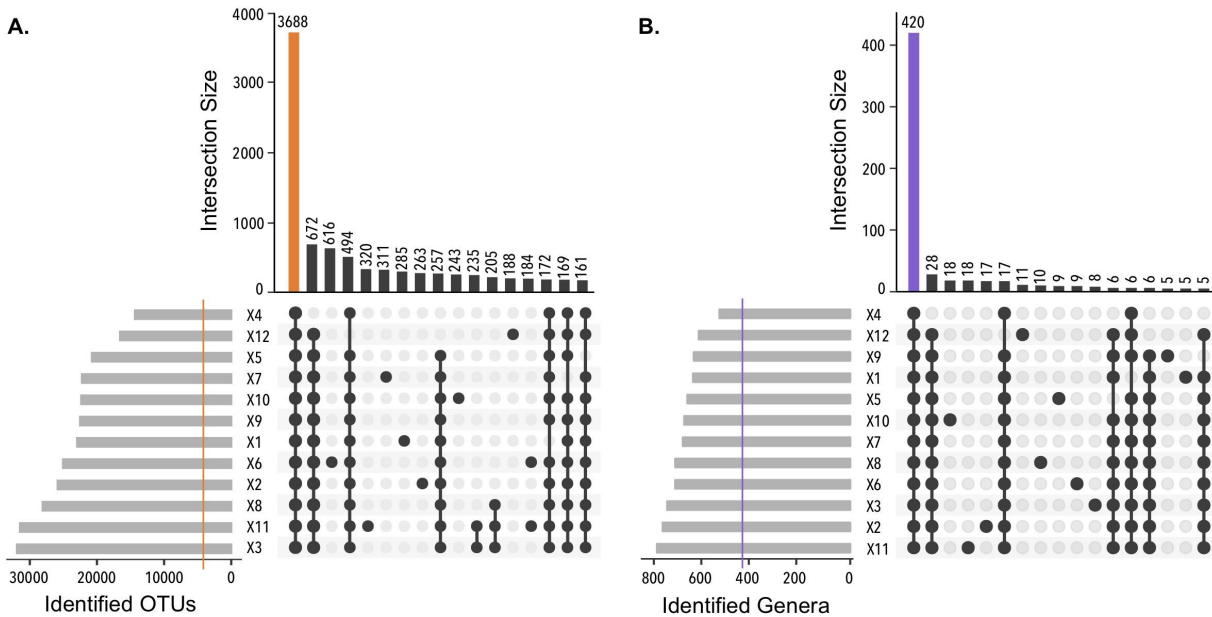 A.
4000
3000
2000
1000
0
Intersection Size
3688
672
616
494
320
311
285
263
257
243
235
205
188
184
172
169
161
X4
X12
X5
X7
X10
X9
X1
X6
X2
X8
X11
X3
30000 20000 10000 0
Identified OTUs
B.
400
300
200
100
0
Intersection Size
420
28
18
18
17
17
11
10
9
9
8
6
6
6
5
5
5
X4
X12
X9
X1
X5
X10
X7
X8
X6
X3
X2
X11
800 600 400 200 0
Identified Genera